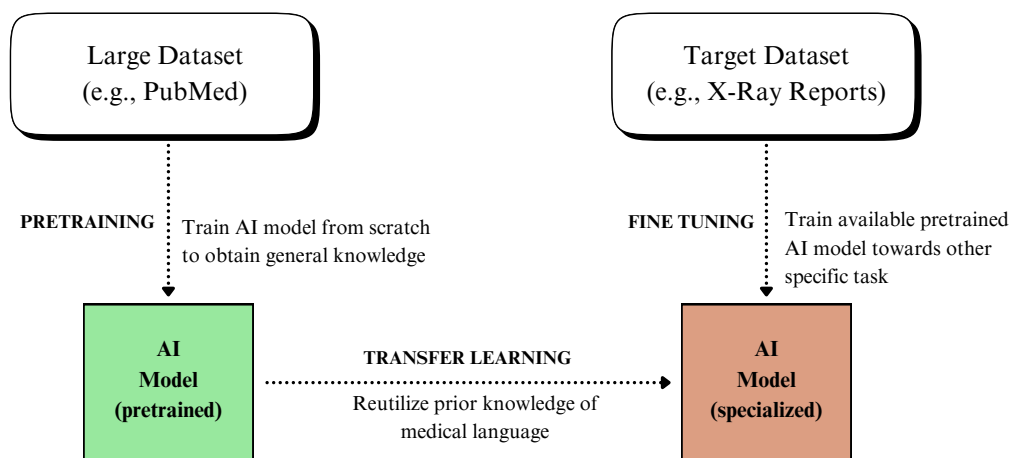 Large Dataset
(e.g., PubMed)
Target Dataset
(e.g., X-Ray Reports)
PRETRAINING
Train AI model from scratch
to obtain general knowledge
FINE TUNING
Train available pretrained
AI model towards other
specific task
AI
Model
(pretrained)
TRANSFER LEARNING
Reutilize prior knowledge of
medical language
AI
Model
(specialized)